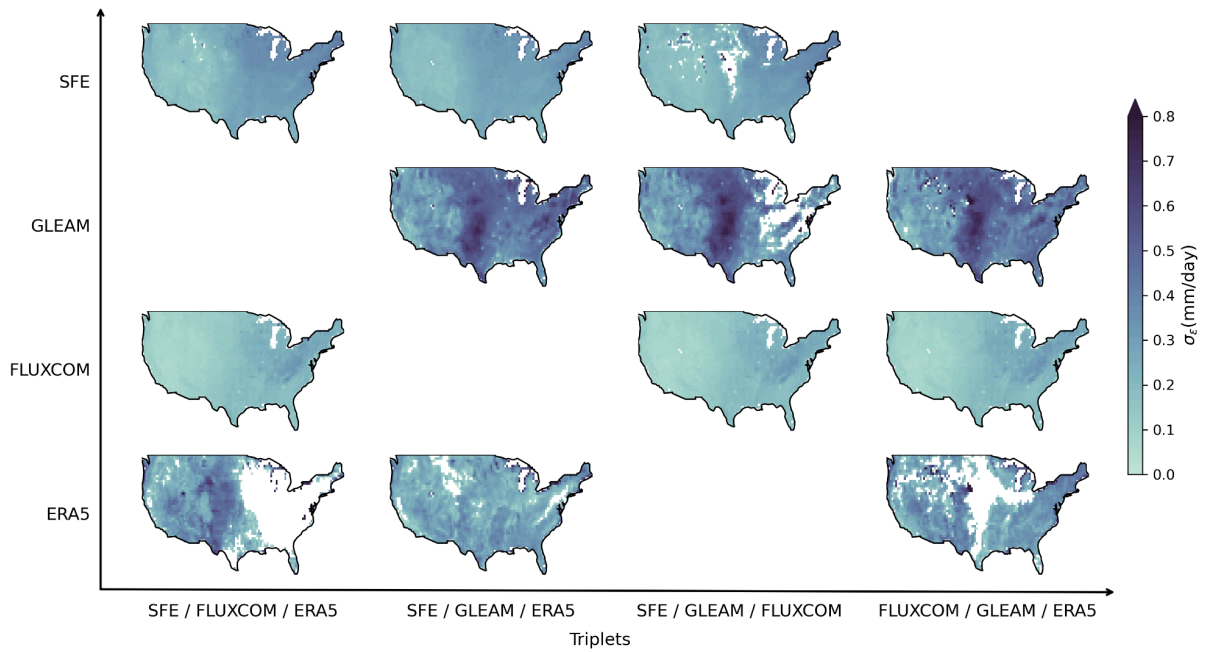 SFE
GLEAM
FLUXCOM
ERA5
SFE / FLUXCOM / ERA5
SFE / GLEAM / ERA5
SFE / GLEAM / FLUXCOM
FLUXCOM / GLEAM / ERA5
Triplets
0.8
0.7
0.6
0.5
0.4
0.3
0.2
0.1
0.0
σε(mm/day)